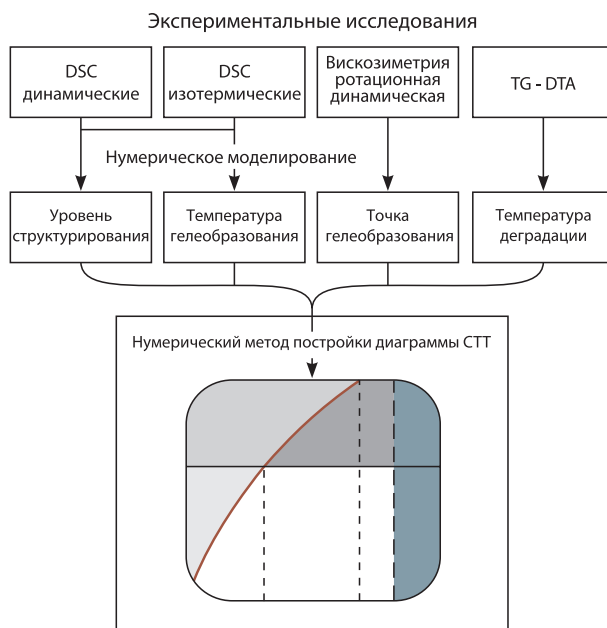 Экспериментальные исследования
DSC
динамические
DSC
изотермические
Вискозиметрия
ротационная
динамическая
TG - DTA
Нумерическое моделирование
Уровень
структурирования
Температура
гелеобразования
Точка
гелеобразования
Температура
деградации
Нумерический метод постройки диаграммы СТТ